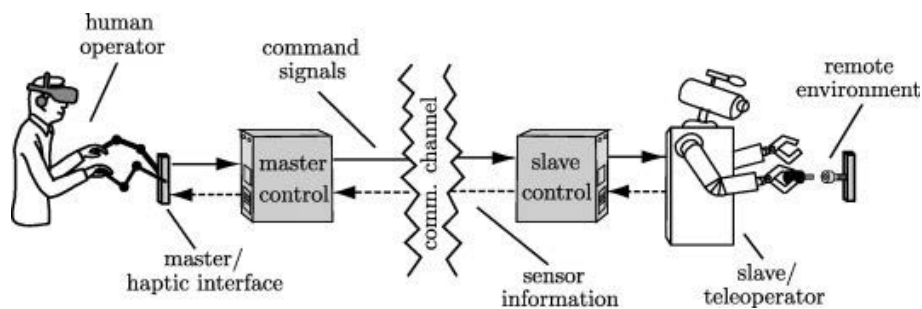 human
operator
command
signals
remote
environment
master
control
comm. channel
slave
control
master/
haptic interface
sensor
information
slave/
teleoperator